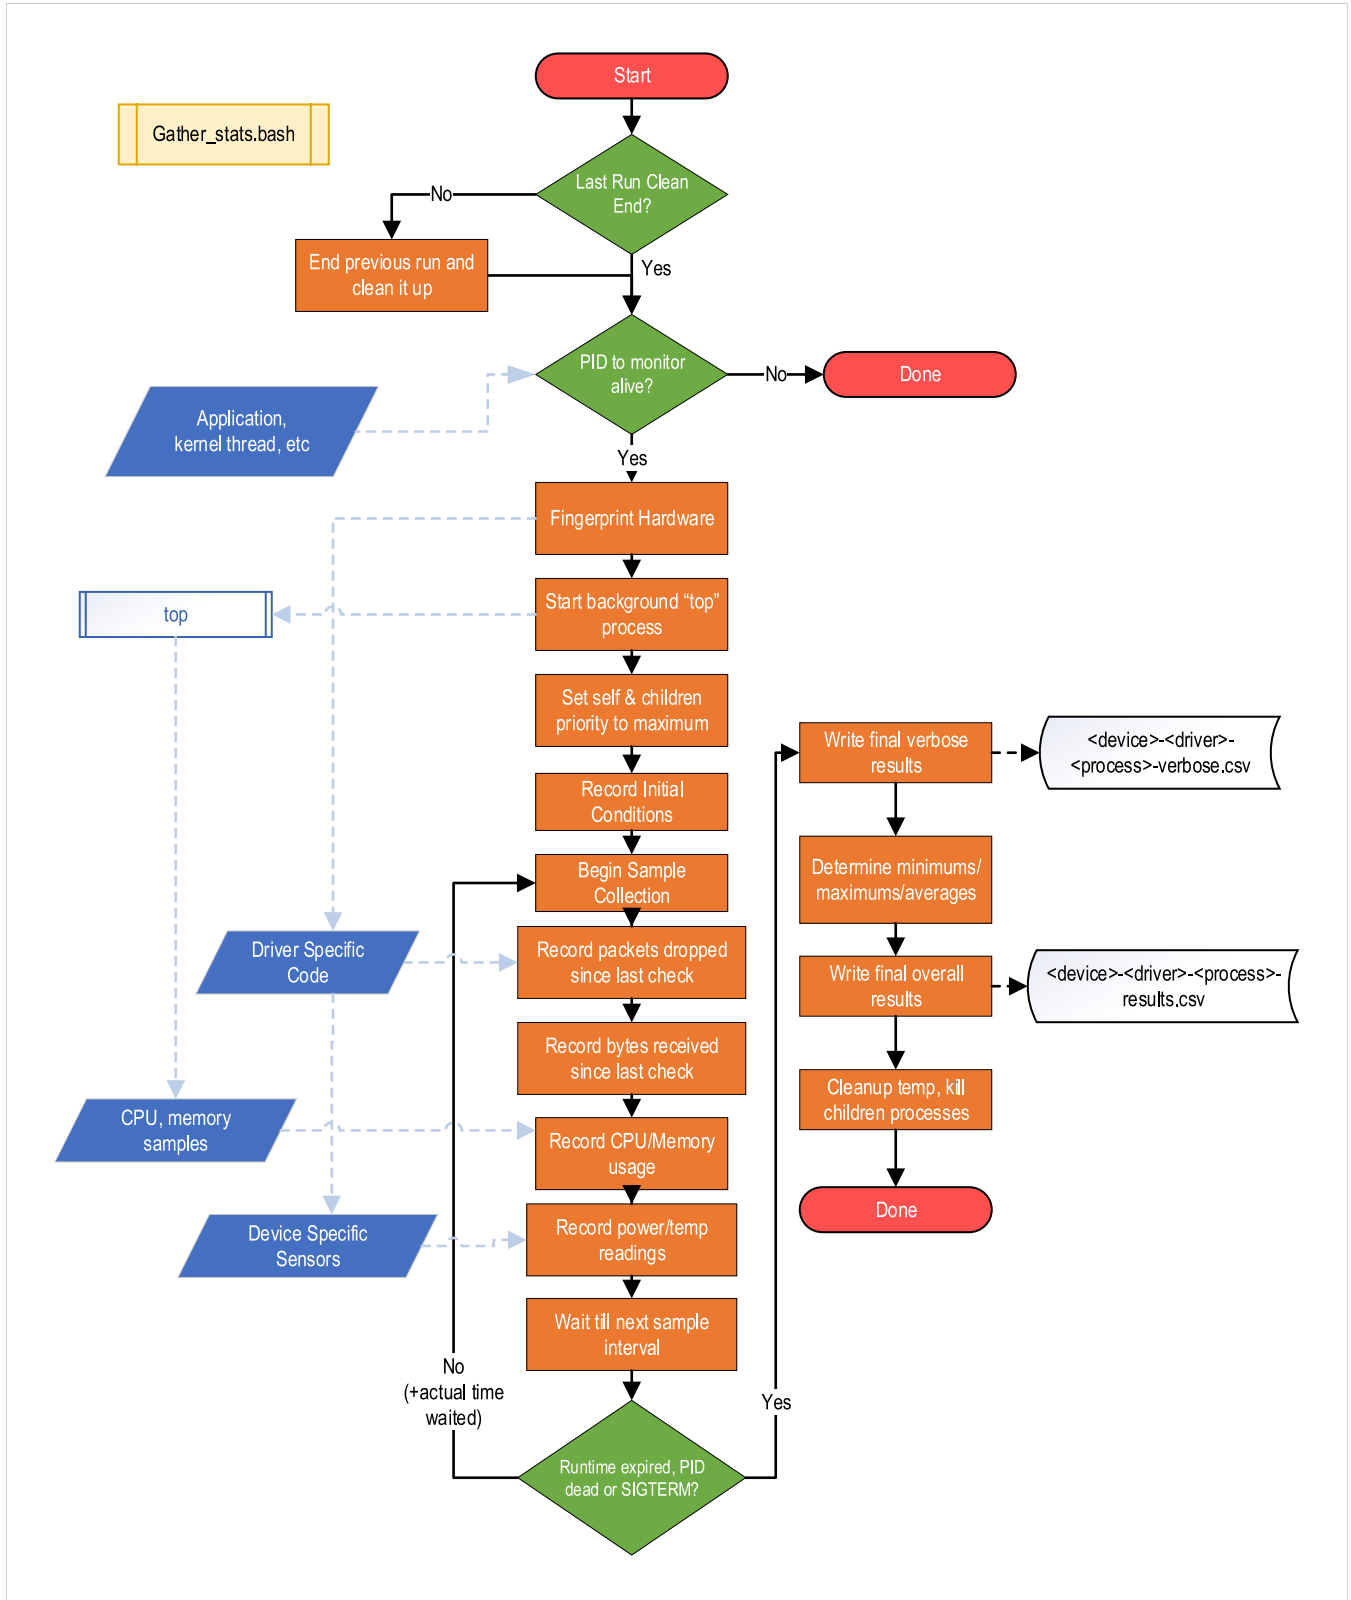 Start
Gather_stats.bash
Last Run Clean
End?
No
End previous run and
clean it up
Yes
PID to monitor
alive?
No
Done
Application,
kernel thread, etc
Yes
Fingerprint Hardware
Start background “top”
process
top
Set self & children
priority to maximum
Record Initial
Conditions
Begin Sample
Collection
Driver Specific
Code
Record packets dropped
since last check
Record bytes received
since last check
CPU, memory
samples
Record CPU/Memory
usage
Device Specific
Sensors
Record power/temp
readings
Wait till next sample
interval
No
(+actual time
waited)
Runtime expired, PID
dead or SIGTERM?
Yes
Write final verbose
results
<device>-<driver>-
<process>-verbose.csv
Determine minimums/
maximums/averages
Write final overall
results
<device>-<driver>-<process>-
results.csv
Cleanup temp, kill
children processes
Done